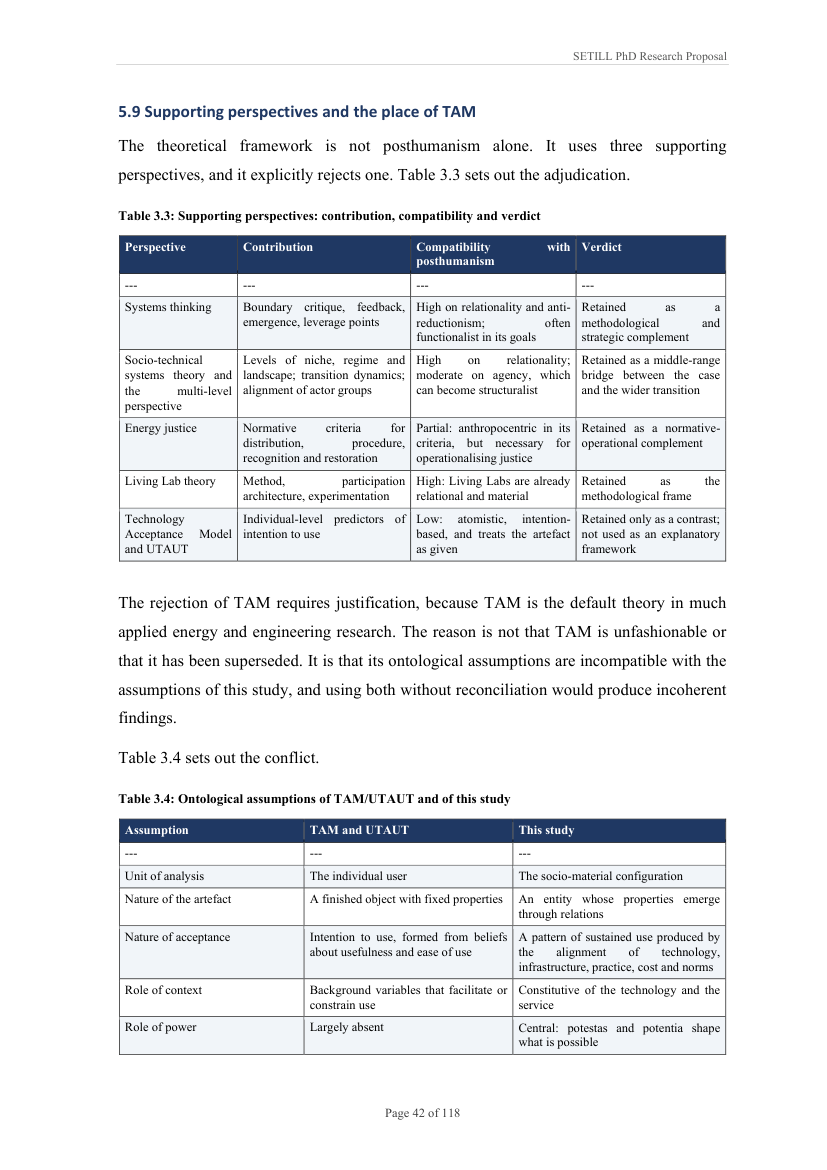 SETILL PhD Research Proposal
5.9 Supporting perspectives and the place of TAM
The theoretical framework is not posthumanism alone. It uses three supporting
perspectives, and it explicitly rejects one. Table 3.3 sets out the adjudication.
Table 3.3: Supporting perspectives: contribution, compatibility and verdict
Perspective
Contribution
Compatibility with
posthumanism
Verdict
---
---
---
---
Systems thinking
Boundary critique, feedback,
emergence, leverage points
High on relationality and anti-
reductionism; often
functionalist in its goals
Retained as a
methodological and
strategic complement
Socio-technical
systems theory and
the multi-level
perspective
Levels of niche, regime and
landscape; transition dynamics;
alignment of actor groups
High on relationality;
moderate on agency, which
can become structuralist
Retained as a middle-range
bridge between the case
and the wider transition
Energy justice
Normative criteria for
distribution, procedure,
recognition and restoration
Partial: anthropocentric in its
criteria, but necessary for
operationalising justice
Retained as a normative-
operational complement
Living Lab theory
Method, participation
architecture, experimentation
High: Living Labs are already
relational and material
Retained as the
methodological frame
Technology
Acceptance Model
and UTAUT
Individual-level predictors of
intention to use
Low: atomistic, intention-
based, and treats the artefact
as given
Retained only as a contrast;
not used as an explanatory
framework
The rejection of TAM requires justification, because TAM is the default theory in much
applied energy and engineering research. The reason is not that TAM is unfashionable or
that it has been superseded. It is that its ontological assumptions are incompatible with the
assumptions of this study, and using both without reconciliation would produce incoherent
findings.
Table 3.4 sets out the conflict.
Table 3.4: Ontological assumptions of TAM/UTAUT and of this study
Assumption
TAM and UTAUT
This study
---
---
---
Unit of analysis
The individual user
The socio-material configuration
Nature of the artefact
A finished object with fixed properties
An entity whose properties emerge
through relations
Nature of acceptance
Intention to use, formed from beliefs
about usefulness and ease of use
A pattern of sustained use produced by
the alignment of technology,
infrastructure, practice, cost and norms
Role of context
Background variables that facilitate or
constrain use
Constitutive of the technology and the
service
Role of power
Largely absent
Central: potestas and potentia shape
what is possible
Page 42 of 118